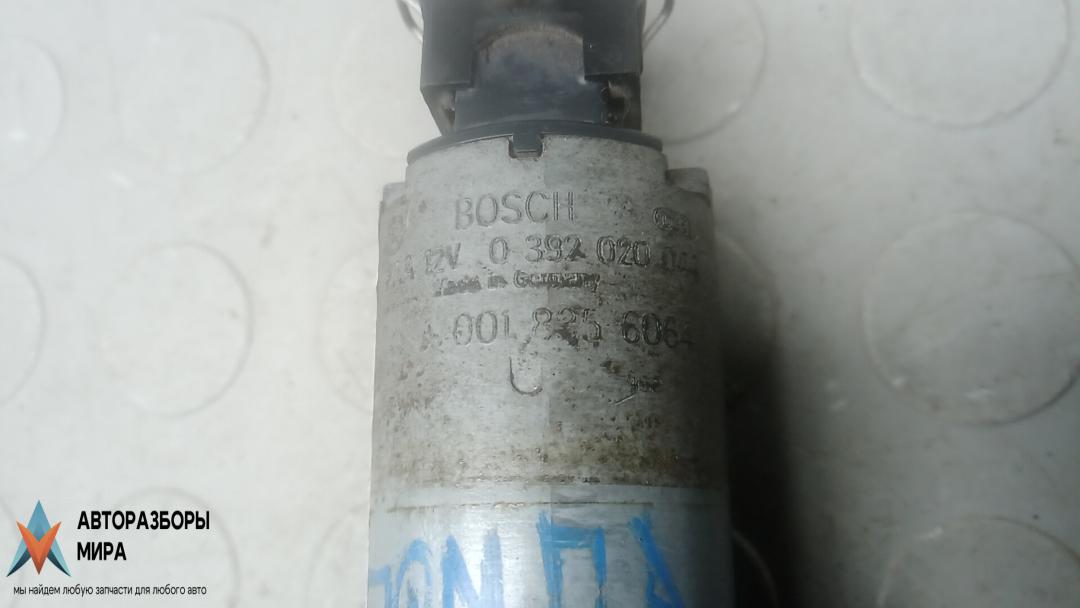 BOSCH
12V 0 392 020
Made in Germany
A 001 835 6064
U
АВТОРАЗБОРЫ
МИРА
мы найдем любую запчасти для любого авто